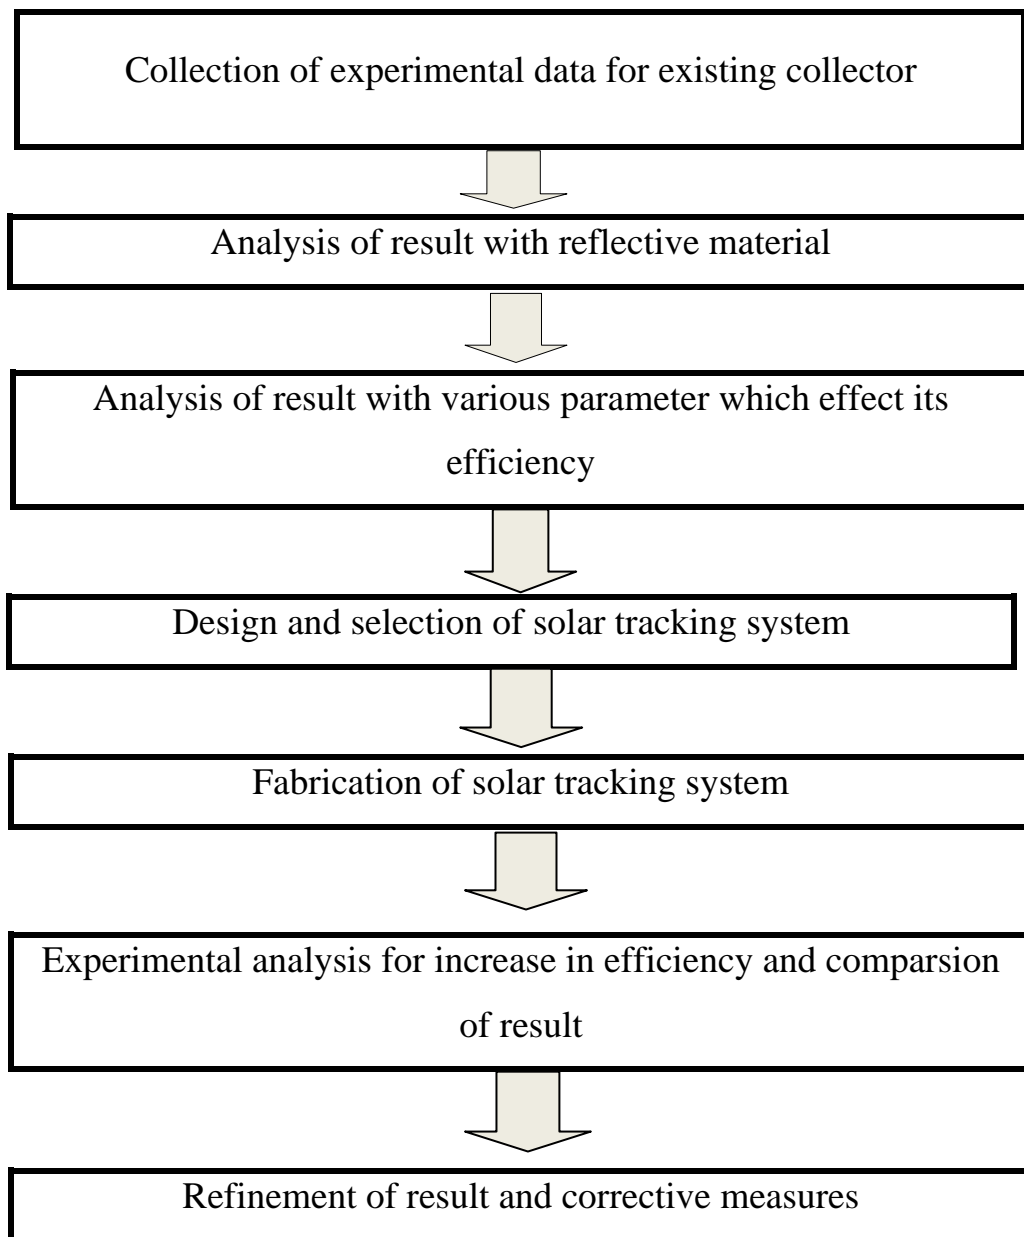 Collection of experimental data for existing collector
Analysis of result with reflective material
Analysis of result with various parameter which effect its
efficiency
Design and selection of solar tracking system
Fabrication of solar tracking system
Experimental analysis for increase in efficiency and comparsion
of result
Refinement of result and corrective measures